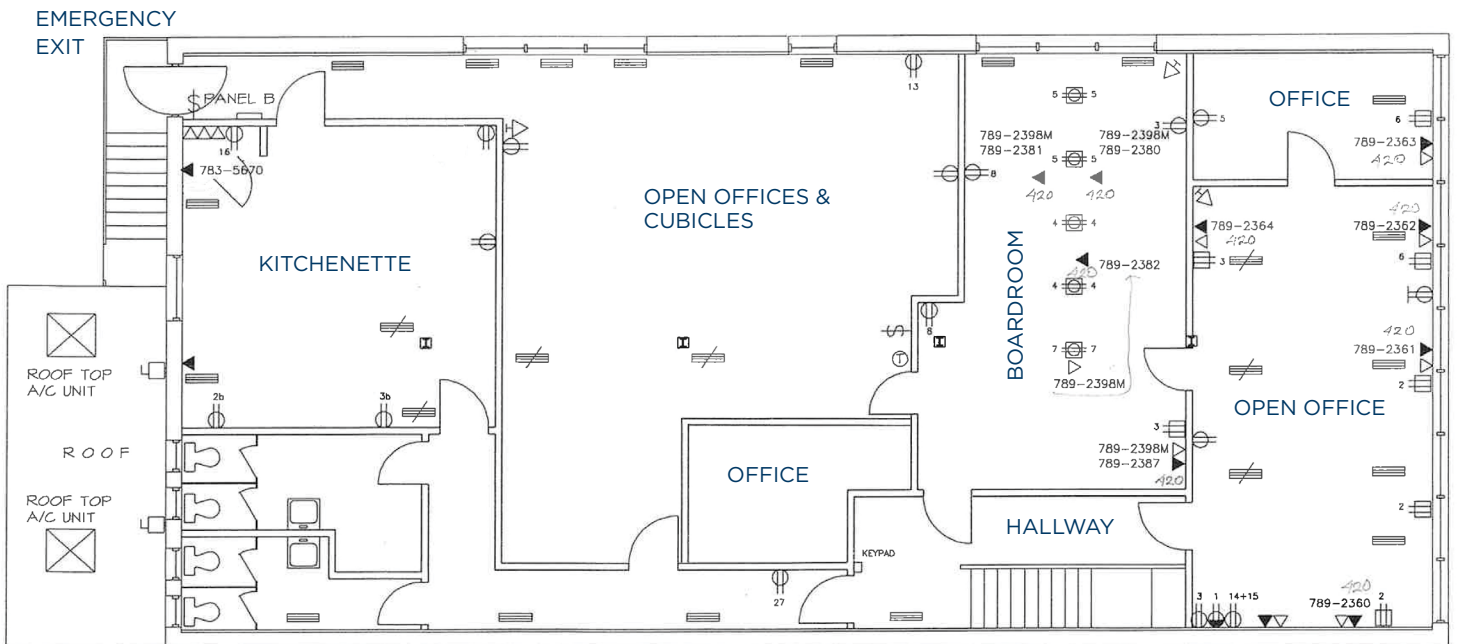 EMERGENCY
EXIT
S PANEL B
16
783-5670
KITCHENETTE
2b
3b
ROOF TOP
A/C UNIT
ROOF
ROOF TOP
A/C UNIT
OPEN OFFICES &
CUBICLES
13
8
S
T
8
OFFICE
27
KEYPAD
HALLWAY
BOARDROOM
5 5
3
789-2398M
789-2381
789-2398M
789-2380
5 5
420
420
4 4
789-2382
420
4 4
7 7
789-2398M
3
789-2398M
789-2387
420
OFFICE
5
6
789-2363
420
420
789-2364
420
789-2362
3
6
420
789-2361
2
OPEN OFFICE
2
3 1 14+15
420
789-2360
2